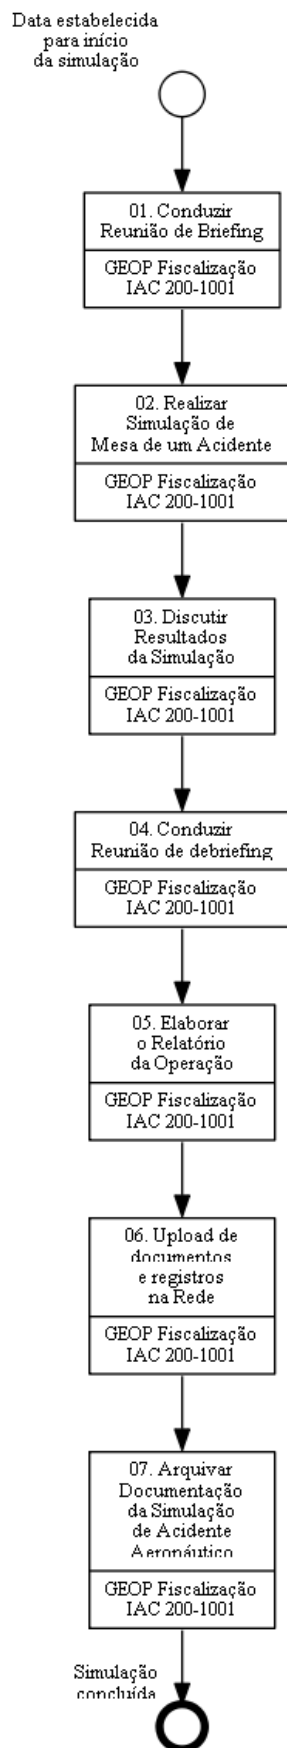 Data estabelecida
para início
da simulação
01. Conduzir
Reunião de Briefing
GEOP Fiscalização
IAC 200-1001
02. Realizar
Simulação de
Mesa de um Acidente
GEOP Fiscalização
IAC 200-1001
03. Discutir
Resultados
da Simulação
GEOP Fiscalização
IAC 200-1001
04. Conduzir
Reunião de debriefing
GEOP Fiscalização
IAC 200-1001
05. Elaborar
o Relatório
da Operação
GEOP Fiscalização
IAC 200-1001
06. Upload de
documentos
e registros
na Rede
GEOP Fiscalização
IAC 200-1001
07. Arquivar
Documentação
da Simulação
de Acidente
Aeronáutico
GEOP Fiscalização
IAC 200-1001
Simulação
concluída